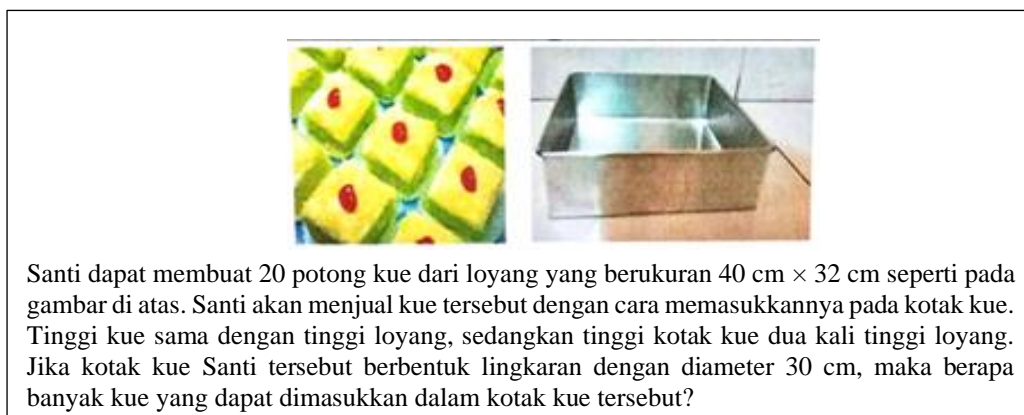 Santi dapat membuat 20 potong kue dari loyang yang berukuran 40 cm × 32 cm seperti pada
gambar di atas. Santi akan menjual kue tersebut dengan cara memasukkannya pada kotak kue.
Tinggi kue sama dengan tinggi loyang, sedangkan tinggi kotak kue dua kali tinggi loyang.
Jika kotak kue Santi tersebut berbentuk lingkaran dengan diameter 30 cm, maka berapa
banyak kue yang dapat dimasukkan dalam kotak kue tersebut?